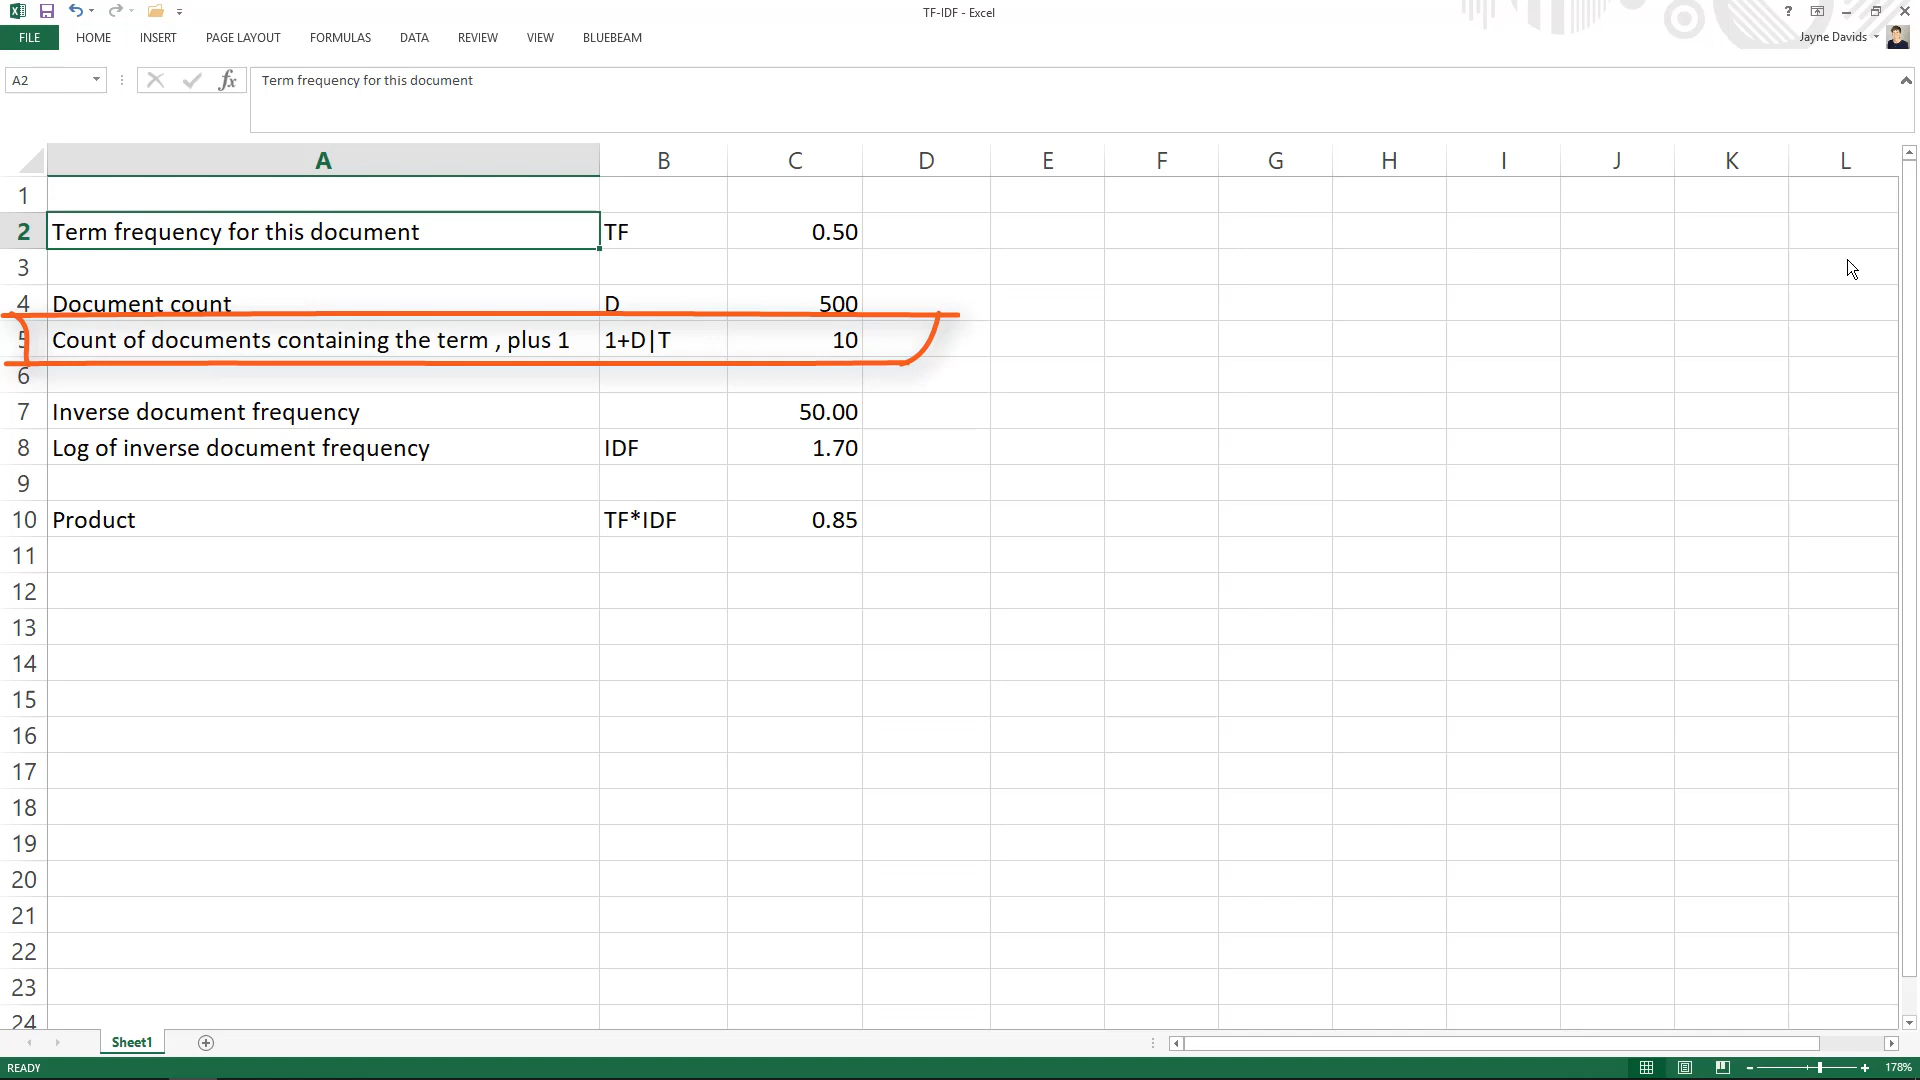 TF-IDF - Excel
?
FILE HOME INSERT PAGE LAYOUT FORMULAS DATA REVIEW VIEW BLUEBEAM
Jayne Davids
A2 fx Term frequency for this document
A B C D E F G H I J K L
1
2 Term frequency for this document TF 0.50
3
4 Document count D 500
5 Count of documents containing the term , plus 1 1+D|T 10
6
7 Inverse document frequency 50.00
8 Log of inverse document frequency IDF 1.70
9
10 Product TF*IDF 0.85
11
12
13
14
15
16
17
18
19
20
21
22
23
24
Sheet1
READY 178%